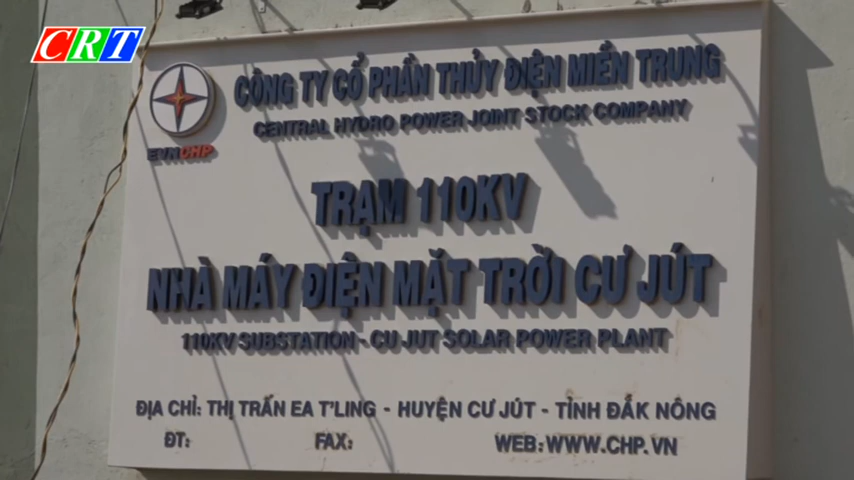 CRT
CÔNG TY CỔ PHẦN THỦY ĐIỆN MIỀN TRUNG
CENTRAL HYDRO POWER JOINT STOCK COMPANY
EVNCHP
TRẠM 110KV
NHÀ MÁY ĐIỆN MẶT TRỜI CƯ JÚT
110KV SUBSTATION - CU JUT SOLAR POWER PLANT
ĐỊA CHỈ: THỊ TRẤN EA T'LING - HUYỆN CƯ JÚT - TỈNH ĐẮK NÔNG
ĐT: FAX: WEB: WWW.CHP.VN